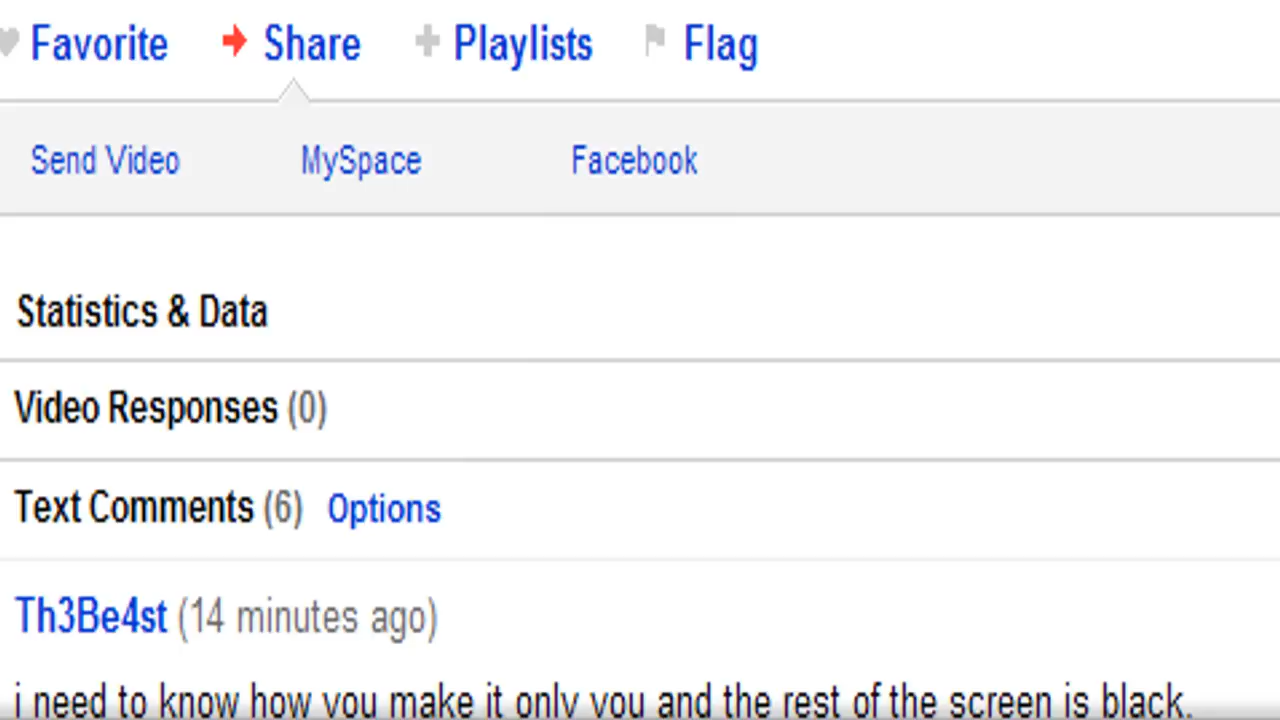 Favorite Share Playlists Flag
Send Video MySpace Facebook
Statistics & Data
Video Responses (0)
Text Comments (6) Options
Th3Be4st (14 minutes ago)
i need to know how you make it only you and the rest of the screen is black.